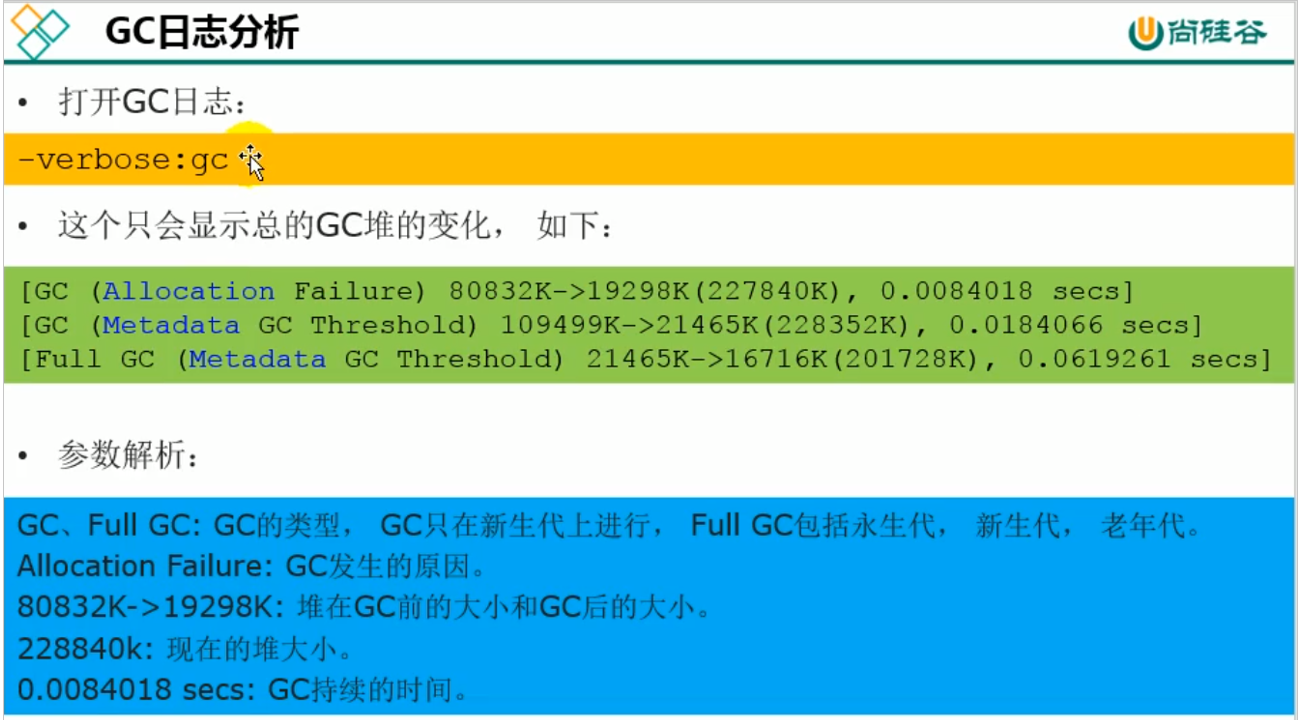 GC日志分析
尚硅谷
• 打开GC日志：
-verbose:gc
• 这个只会显示总的GC堆的变化， 如下：
[GC (Allocation Failure) 80832K->19298K(227840K), 0.0084018 secs]
[GC (Metadata GC Threshold) 109499K->21465K(228352K), 0.0184066 secs]
[Full GC (Metadata GC Threshold) 21465K->16716K(201728K), 0.0619261 secs]
• 参数解析：
GC、Full GC: GC的类型， GC只在新生代上进行， Full GC包括永生代， 新生代， 老年代。
Allocation Failure: GC发生的原因。
80832K->19298K: 堆在GC前的大小和GC后的大小。
228840k: 现在的堆大小。
0.0084018 secs: GC持续的时间。